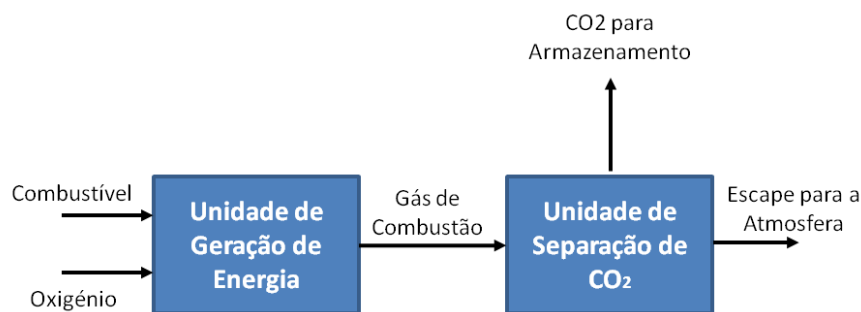 CO2 para
Armazenamento
Combustível
Oxigénio
Unidade de
Geração de
Energia
Gás de
Combustão
Unidade de
Separação de
CO₂
Escape para a
Atmosfera